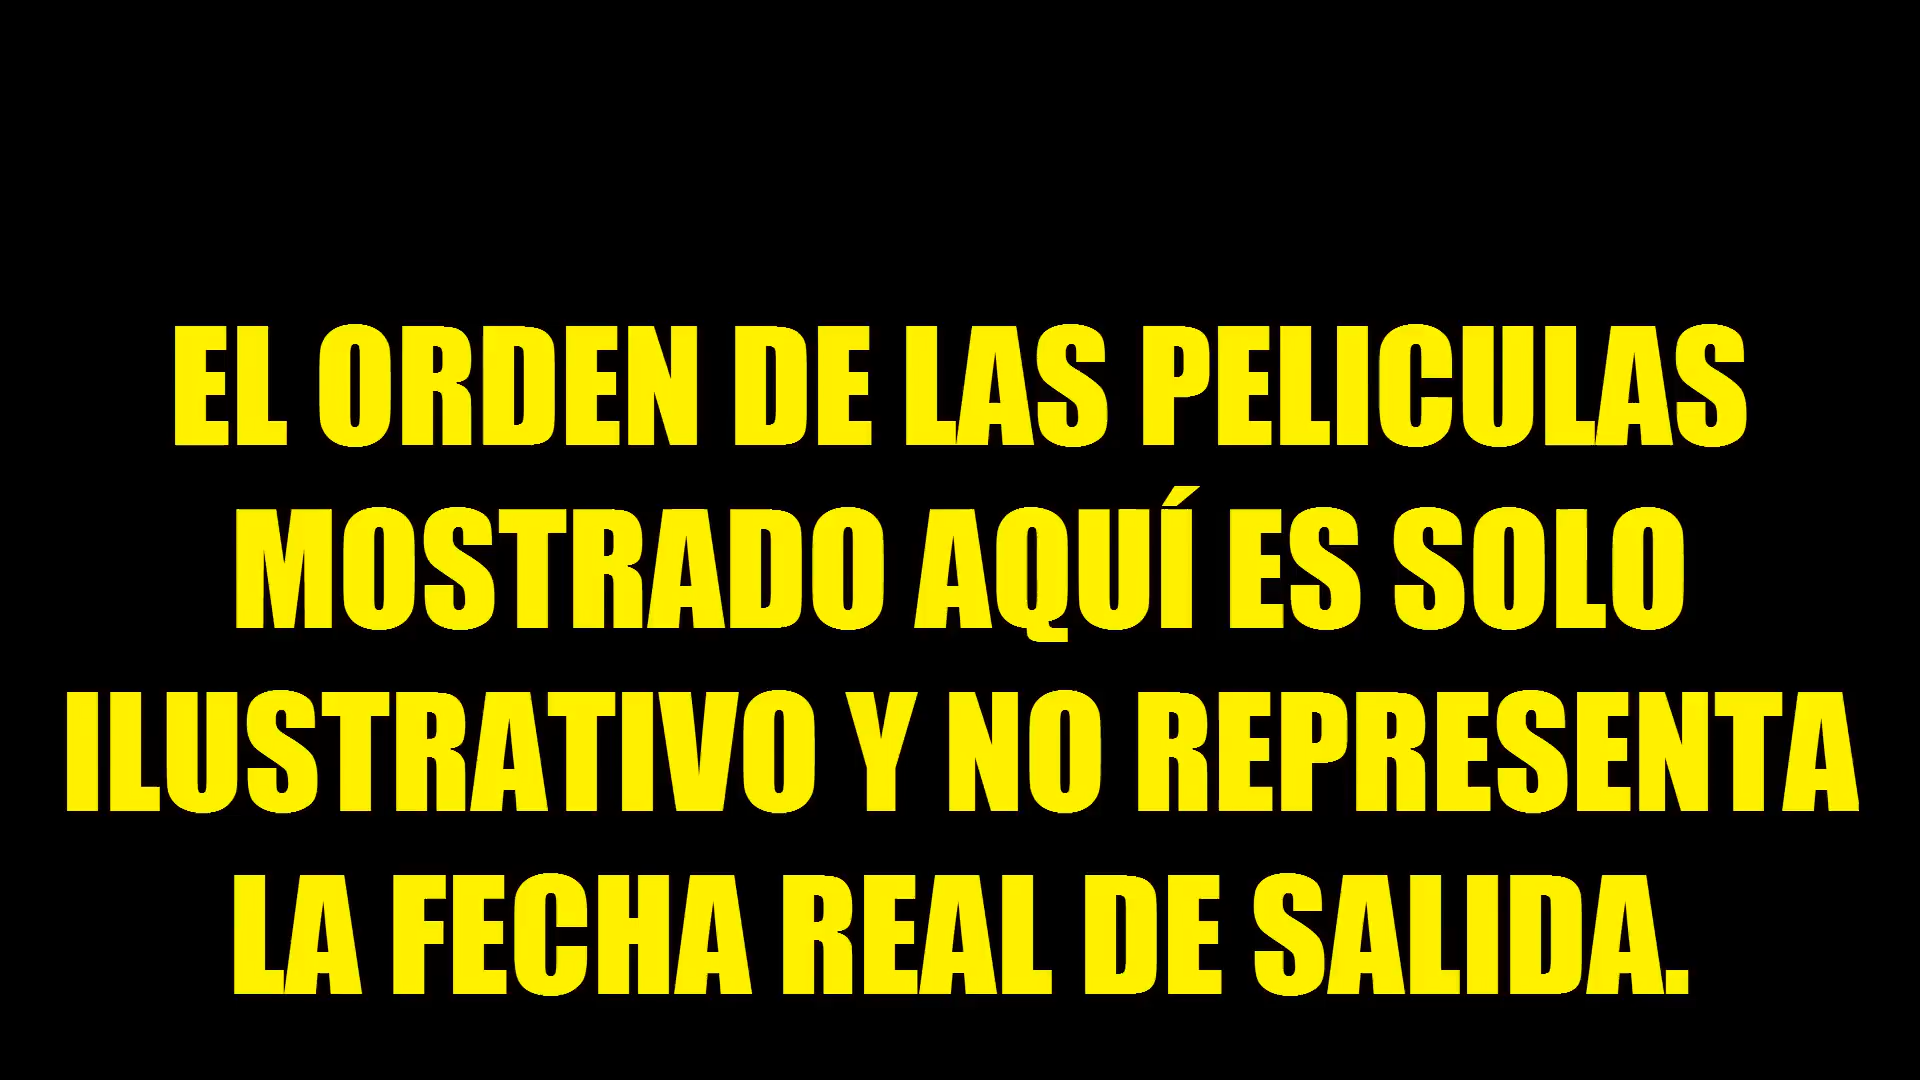 EL ORDEN DE LAS PELICULAS
MOSTRADO AQUÍ ES SOLO
ILUSTRATIVO Y NO REPRESENTA
LA FECHA REAL DE SALIDA.